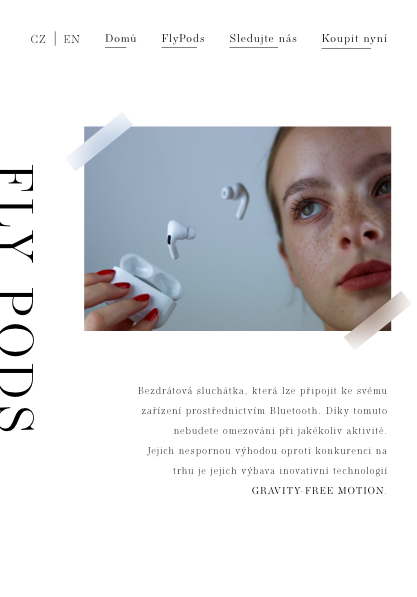 CZ | EN Domů FlyPods Sledujte nás Koupit nyní
FLY PODS
Bezdrátová sluchátka, která lze připojit ke svému
zařízení prostřednictvím Bluetooth. Díky tomuto
nebudete omezováni při jakékoliv aktivitě.
Jejich nespornou výhodou oproti konkurenci na
trhu je jejich výbava inovativní technologií
GRAVITY-FREE MOTION.